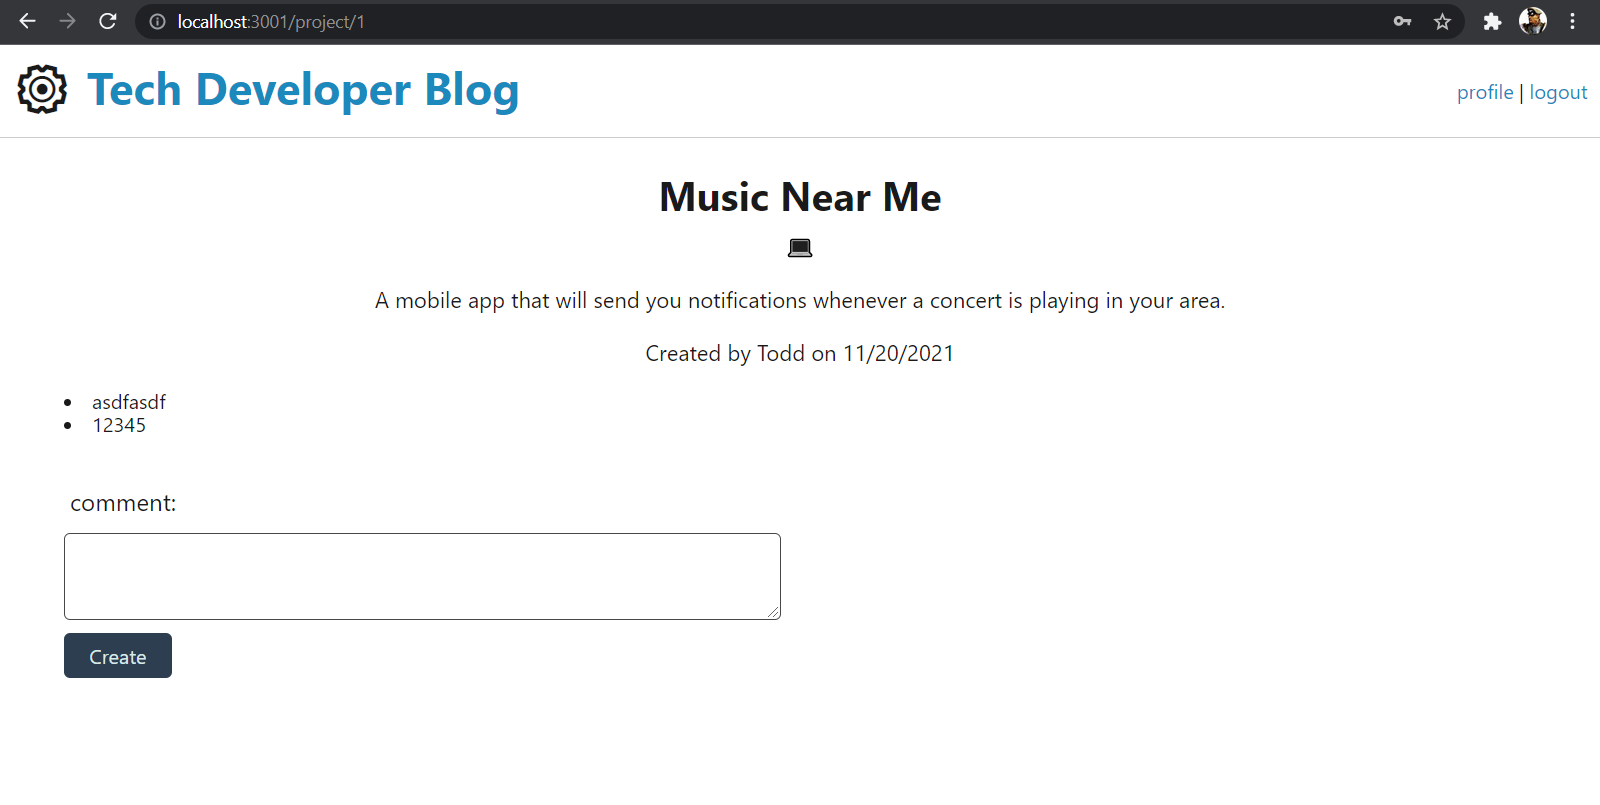 localhost:3001/project/1
Tech Developer Blog
profile | logout
Music Near Me
A mobile app that will send you notifications whenever a concert is playing in your area.
Created by Todd on 11/20/2021
asdfasdf
12345
comment:
Create